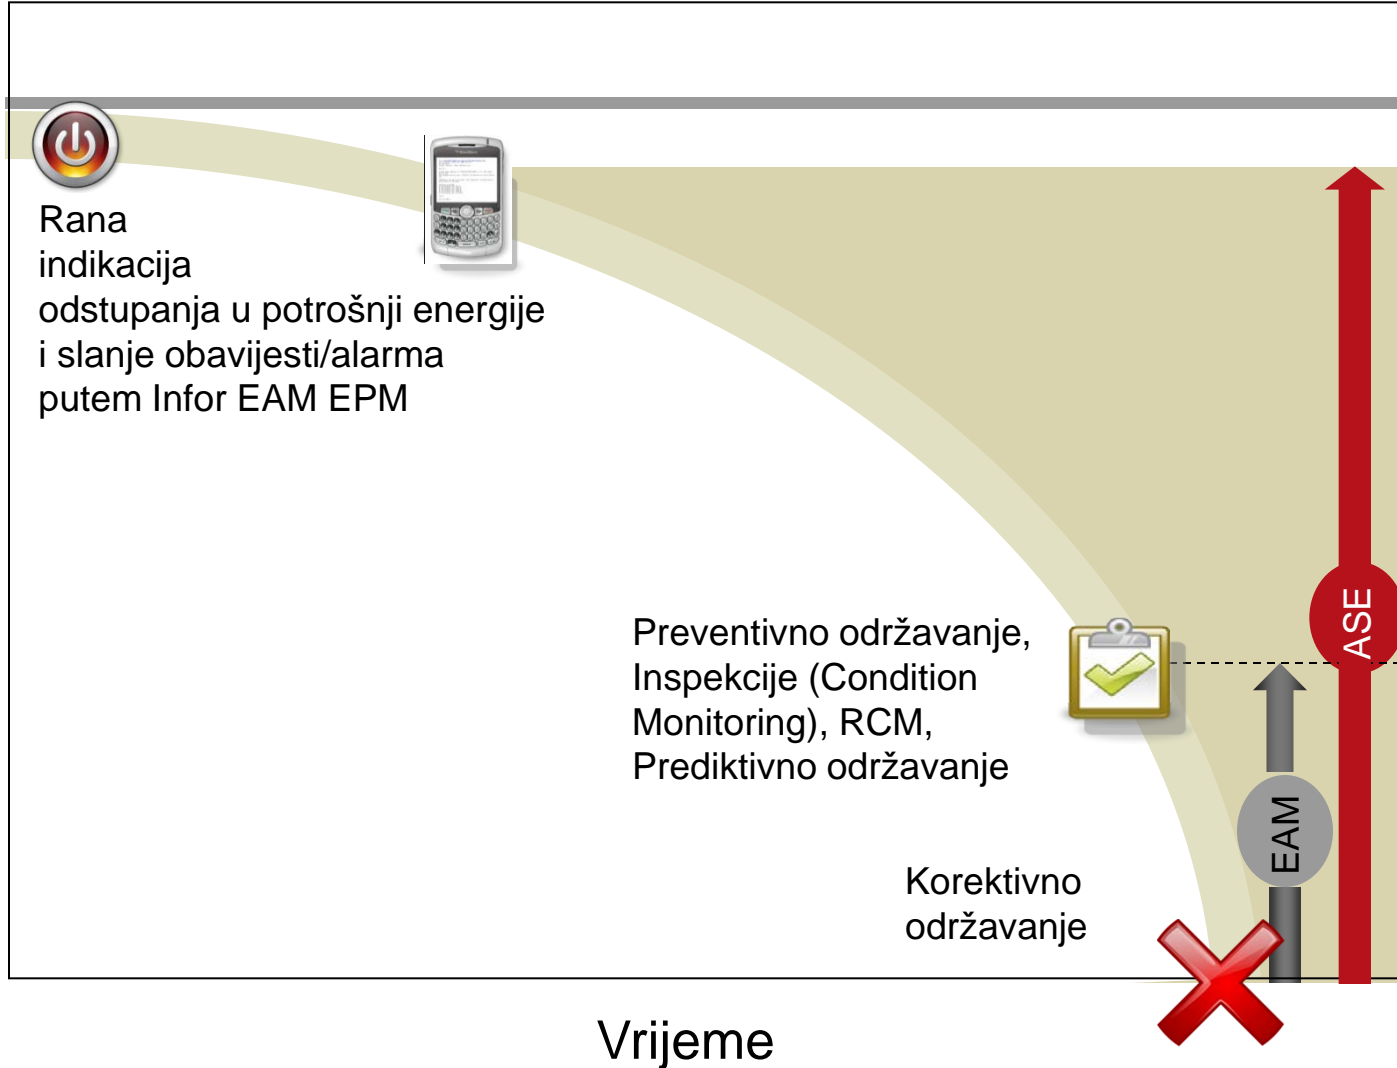 Rana
indikacija
odstupanja u potrošnji energije
i slanje obavijesti/alarma
putem Infor EAM EPM
Preventivno održavanje,
Inspekcije (Condition
Monitoring), RCM,
Prediktivno održavanje
ASE
EAM
Korektivno
održavanje
Vrijeme